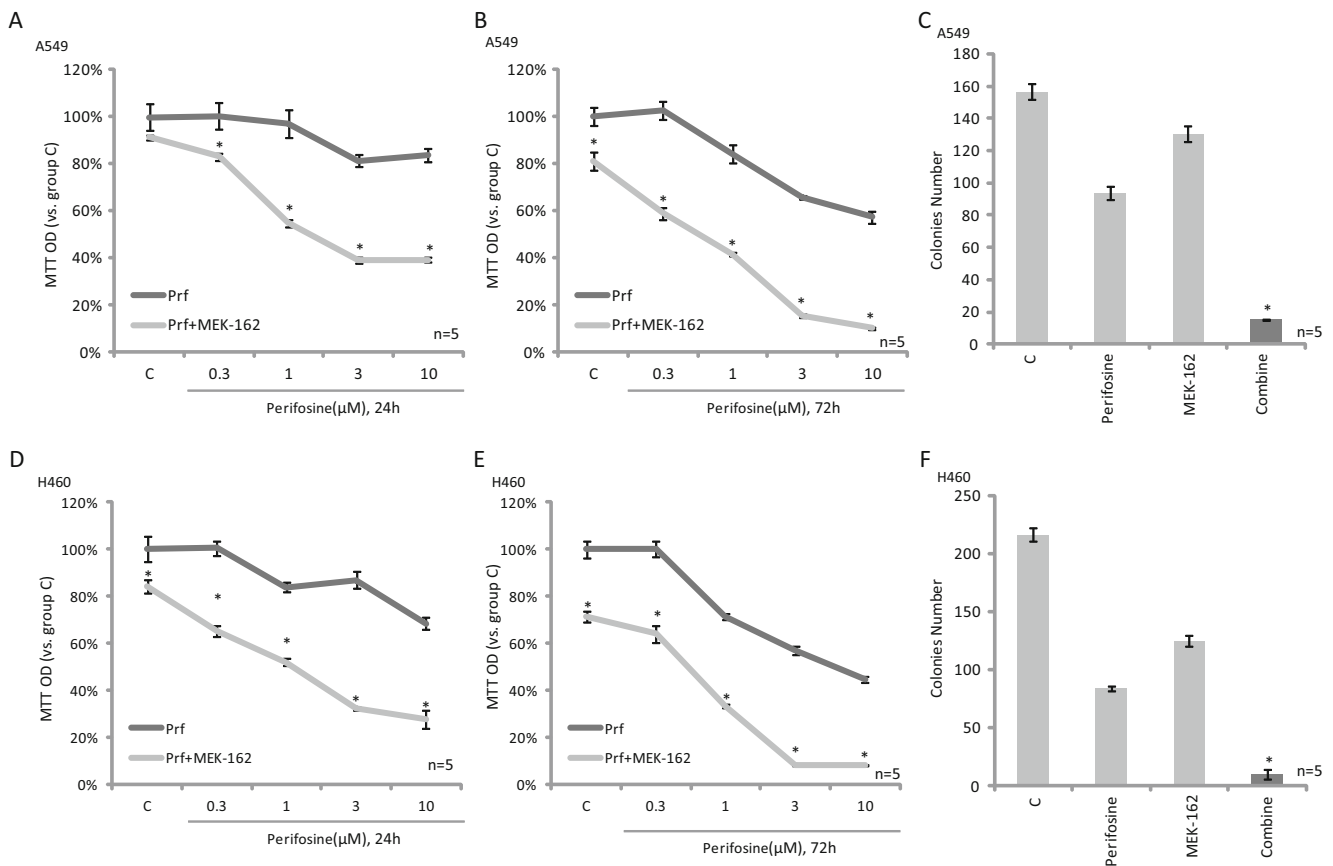 A
A549
120%
100%
80%
60%
40%
20%
0%
MTT OD (vs. group C)
*
*
*
*
Prf
Prf+MEK-162
n=5
C 0.3 1 3 10
Perifosine(μM), 24h
B
A549
120%
100%
80%
60%
40%
20%
0%
MTT OD (vs. group C)
*
*
*
*
*
Prf
Prf+MEK-162
n=5
C 0.3 1 3 10
Perifosine(μM), 72h
C
A549
180
160
140
120
100
80
60
40
20
0
Colonies Number
*
n=5
C
Perifosine
MEK-162
Combine
D
H460
120%
100%
80%
60%
40%
20%
0%
MTT OD (vs. group C)
*
*
*
*
*
Prf
Prf+MEK-162
n=5
C 0.3 1 3 10
Perifosine(μM), 24h
E
H460
120%
100%
80%
60%
40%
20%
0%
MTT OD (vs. group C)
*
*
*
*
*
Prf
Prf+MEK-162
n=5
C 0.3 1 3 10
Perifosine(μM), 72h
F
H460
250
200
150
100
50
0
Colonies Number
*
n=5
C
Perifosine
MEK-162
Combine